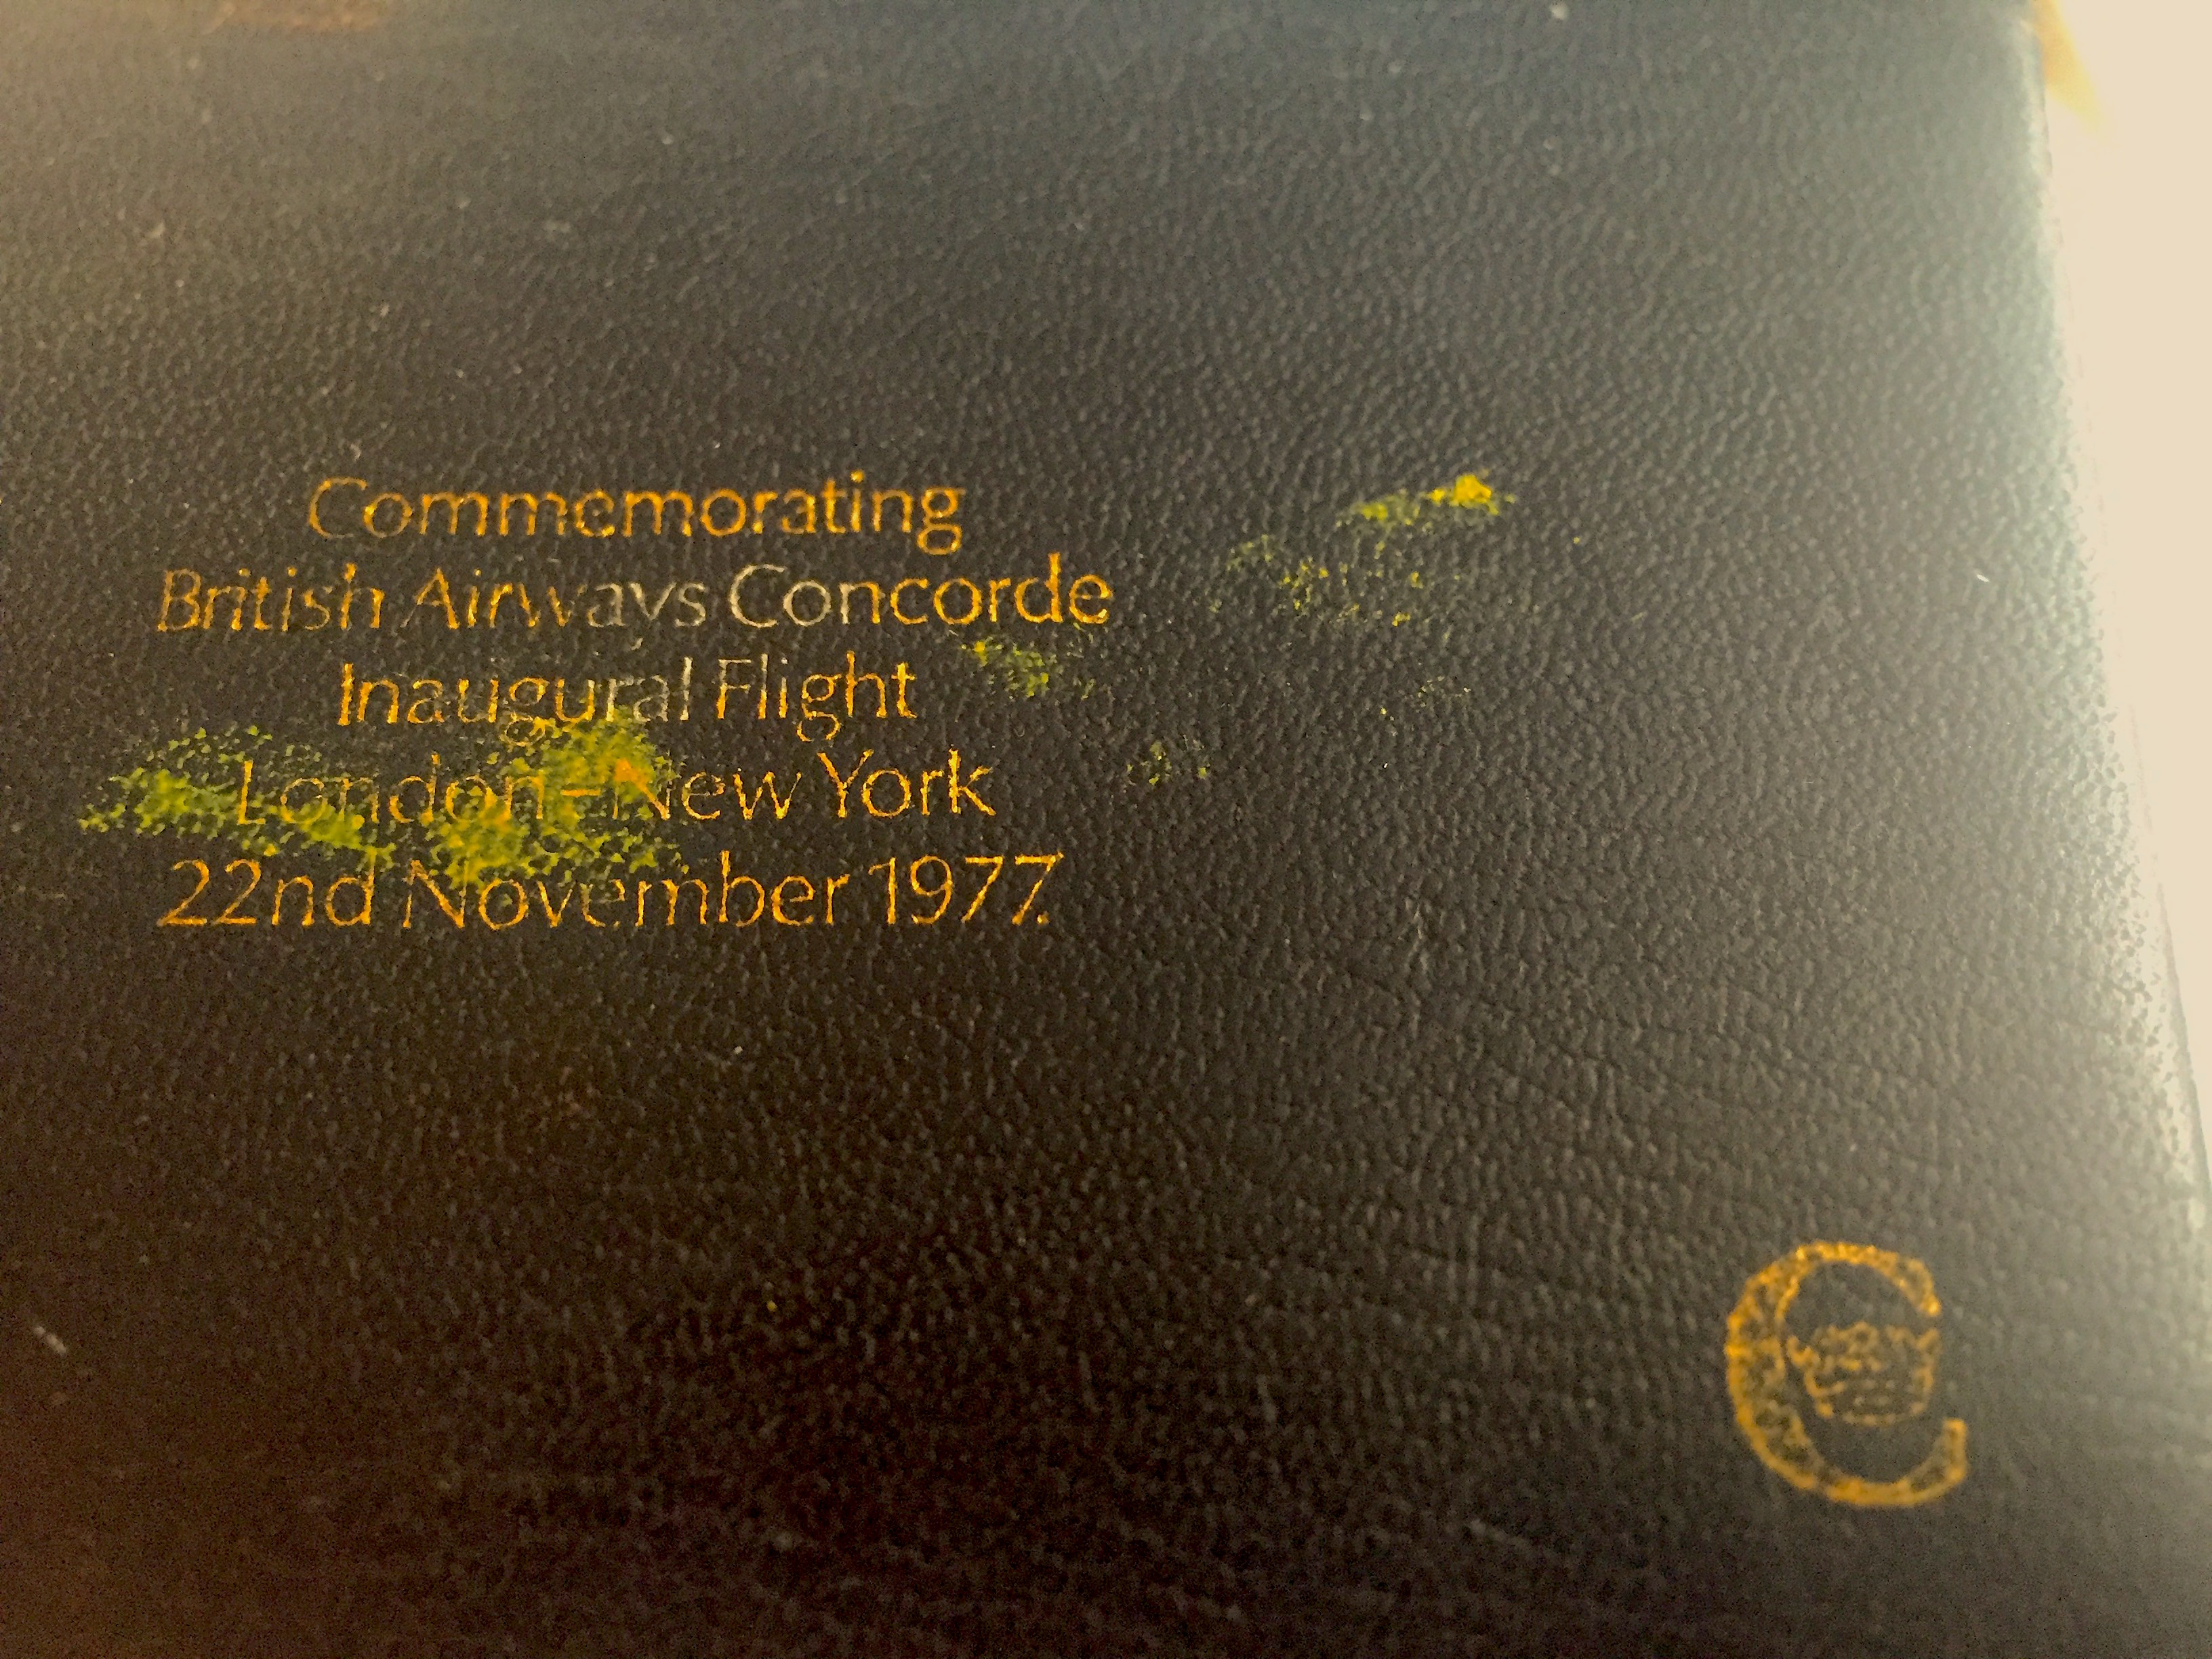 Commemorating
British Airways Concorde
Inaugural Flight
London-New York
22nd November 1977.
C